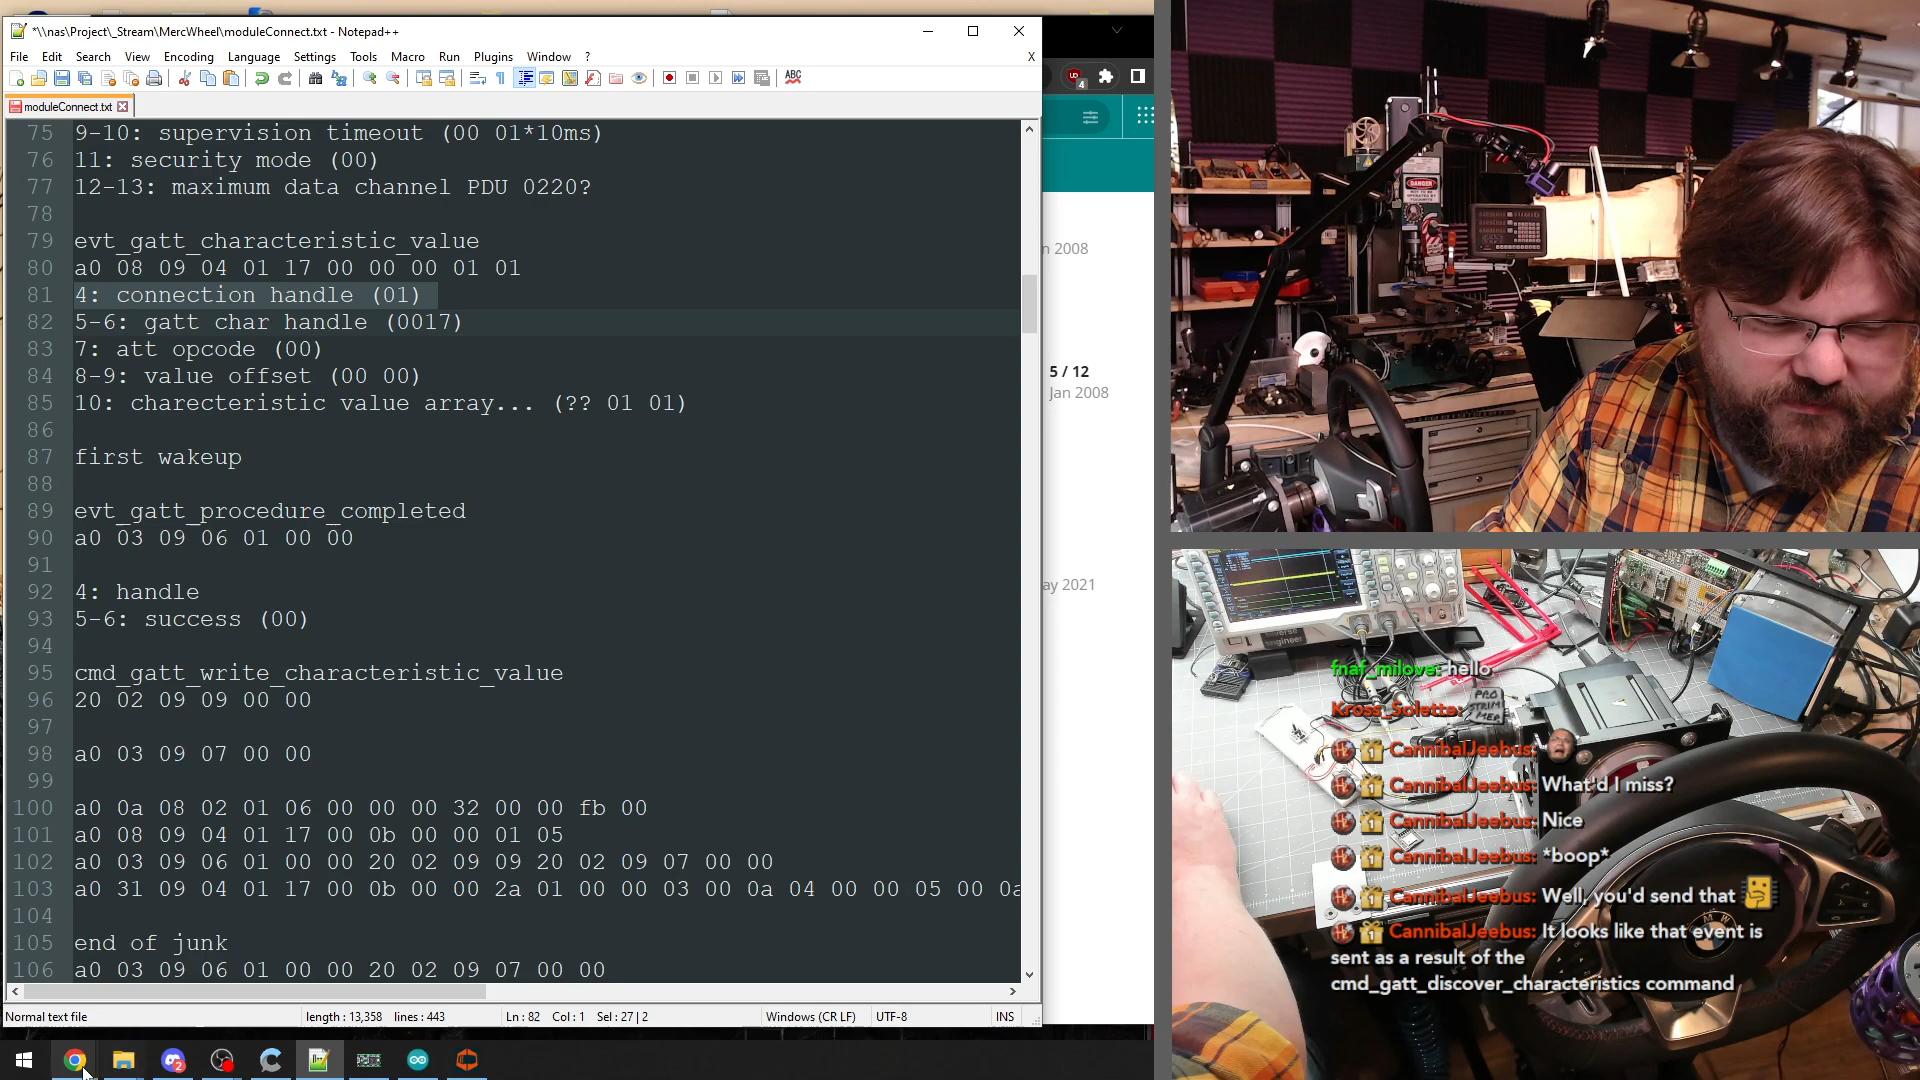 *\\nas\Project\_Stream\MercWheel\moduleConnect.txt - Notepad++
File Edit Search View Encoding Language Settings Tools Macro Run Plugins Window ? X
moduleConnect.txt
75 9-10: supervision timeout (00 01*10ms)
76 11: security mode (00)
77 12-13: maximum data channel PDU 0220?
78
79 evt_gatt_characteristic_value
80 a0 08 09 04 01 17 00 00 00 01 01
81 4: connection handle (01)
82 5-6: gatt char handle (0017)
83 7: att opcode (00)
84 8-9: value offset (00 00)
85 10: charecteristic value array... (?? 01 01)
86
87 first wakeup
88
89 evt_gatt_procedure_completed
90 a0 03 09 06 01 00 00
91
92 4: handle
93 5-6: success (00)
94
95 cmd_gatt_write_characteristic_value
96 20 02 09 09 00 00
97
98 a0 03 09 07 00 00
99
100 a0 0a 08 02 01 06 00 00 00 32 00 00 fb 00
101 a0 08 09 04 01 17 00 0b 00 00 01 05
102 a0 03 09 06 01 00 00 20 02 09 09 20 02 09 07 00 00
103 a0 31 09 04 01 17 00 0b 00 00 2a 01 00 00 03 00 0a 04 00 00 05 00 0a
104
105 end of junk
106 a0 03 09 06 01 00 00 20 02 09 07 00 00
Normal text file length : 13,358 lines : 443 Ln : 82 Col : 1 Sel : 27 | 2 Windows (CR LF) UTF-8 INS
4
n 2008
5 / 12
Jan 2008
ay 2021
DANGER
fnaf_milove: hello
Kross_Solette:
PRO
STRIM
MER
CannibalJeebus:
CannibalJeebus: What'd I miss?
CannibalJeebus: Nice
CannibalJeebus: *boop*
CannibalJeebus: Well, you'd send that
CannibalJeebus: It looks like that event is
sent as a result of the
cmd_gatt_discover_characteristics command